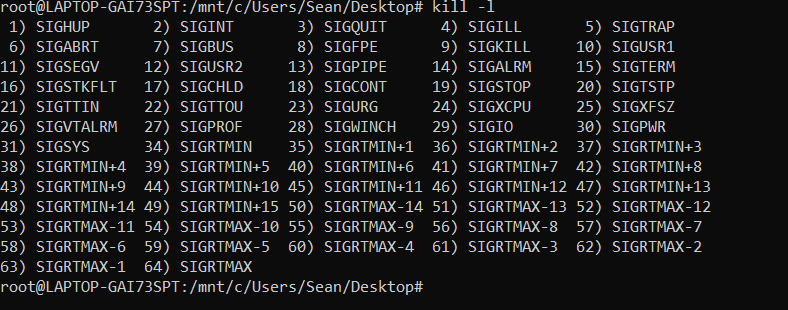 root@LAPTOP-GAI73SPT:/mnt/c/Users/Sean/Desktop# kill -l
 1) SIGHUP       2) SIGINT       3) SIGQUIT      4) SIGILL       5) SIGTRAP
 6) SIGABRT      7) SIGBUS       8) SIGFPE       9) SIGKILL     10) SIGUSR1
11) SIGSEGV     12) SIGUSR2     13) SIGPIPE     14) SIGALRM     15) SIGTERM
16) SIGSTKFLT   17) SIGCHLD     18) SIGCONT     19) SIGSTOP     20) SIGTSTP
21) SIGTTIN     22) SIGTTOU     23) SIGURG      24) SIGXCPU     25) SIGXFSZ
26) SIGVTALRM   27) SIGPROF     28) SIGWINCH    29) SIGIO       30) SIGPWR
31) SIGSYS      34) SIGRTMIN    35) SIGRTMIN+1  36) SIGRTMIN+2  37) SIGRTMIN+3
38) SIGRTMIN+4  39) SIGRTMIN+5  40) SIGRTMIN+6  41) SIGRTMIN+7  42) SIGRTMIN+8
43) SIGRTMIN+9  44) SIGRTMIN+10 45) SIGRTMIN+11 46) SIGRTMIN+12 47) SIGRTMIN+13
48) SIGRTMIN+14 49) SIGRTMIN+15 50) SIGRTMAX-14 51) SIGRTMAX-13 52) SIGRTMAX-12
53) SIGRTMAX-11 54) SIGRTMAX-10 55) SIGRTMAX-9  56) SIGRTMAX-8  57) SIGRTMAX-7
58) SIGRTMAX-6  59) SIGRTMAX-5  60) SIGRTMAX-4  61) SIGRTMAX-3  62) SIGRTMAX-2
63) SIGRTMAX-1  64) SIGRTMAX
root@LAPTOP-GAI73SPT:/mnt/c/Users/Sean/Desktop#